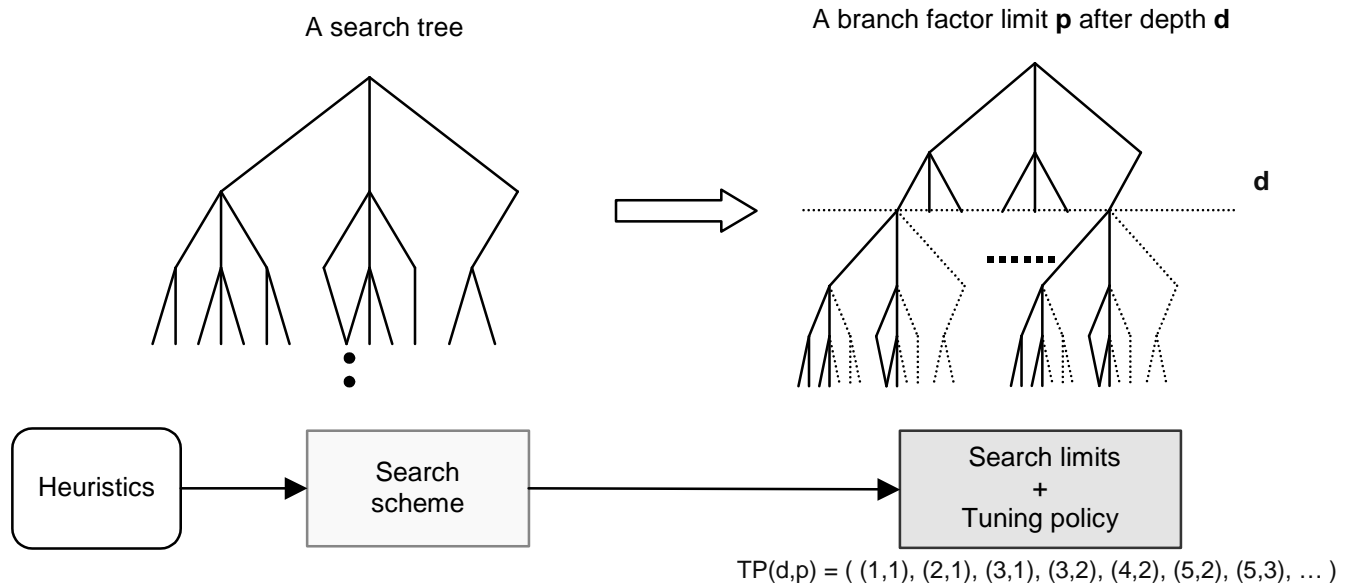 A search tree
A branch factor limit p after depth d
d
Heuristics
Search
scheme
Search limits
+
Tuning policy
TP(d,p) = ( (1,1), (2,1), (3,1), (3,2), (4,2), (5,2), (5,3), … )